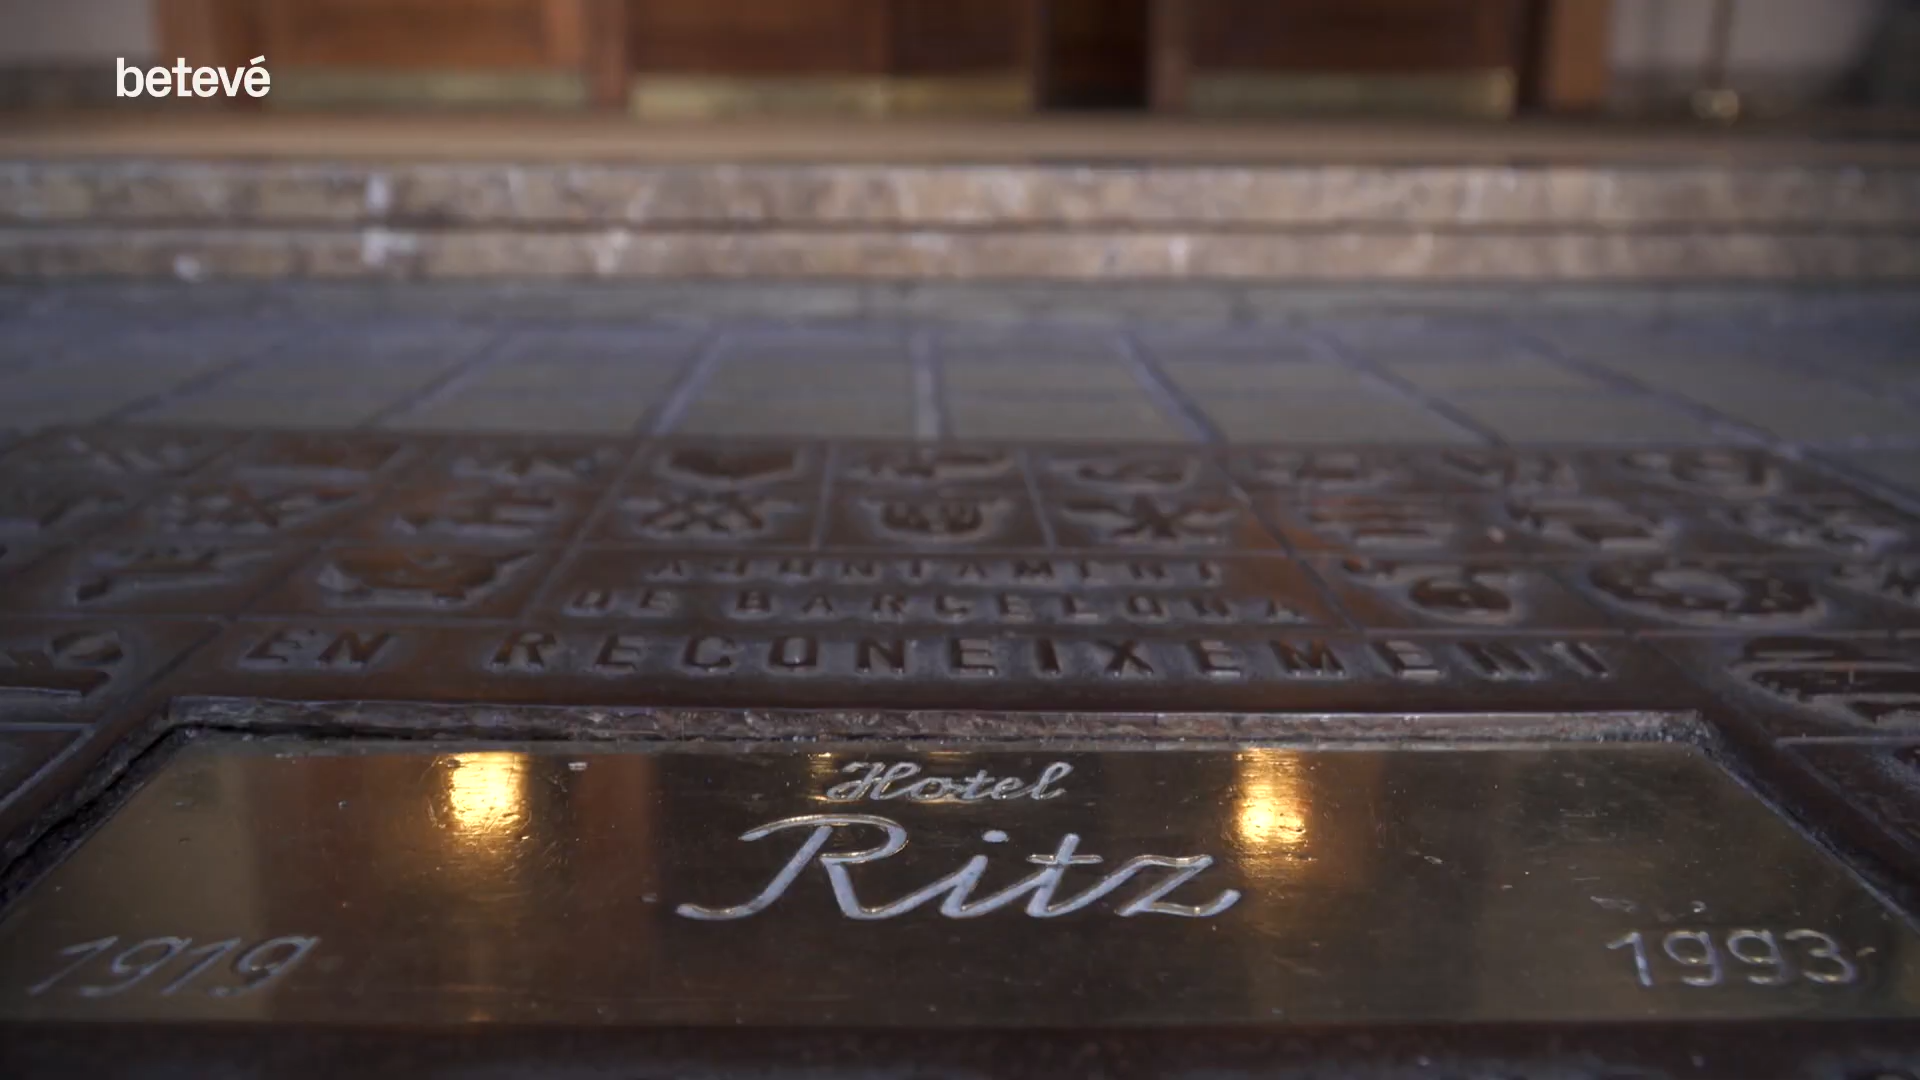 betevé
AJUNTAMENT
DE BARCELONA
EN RECONEIXEMENT
Hotel
Ritz
1919
1993